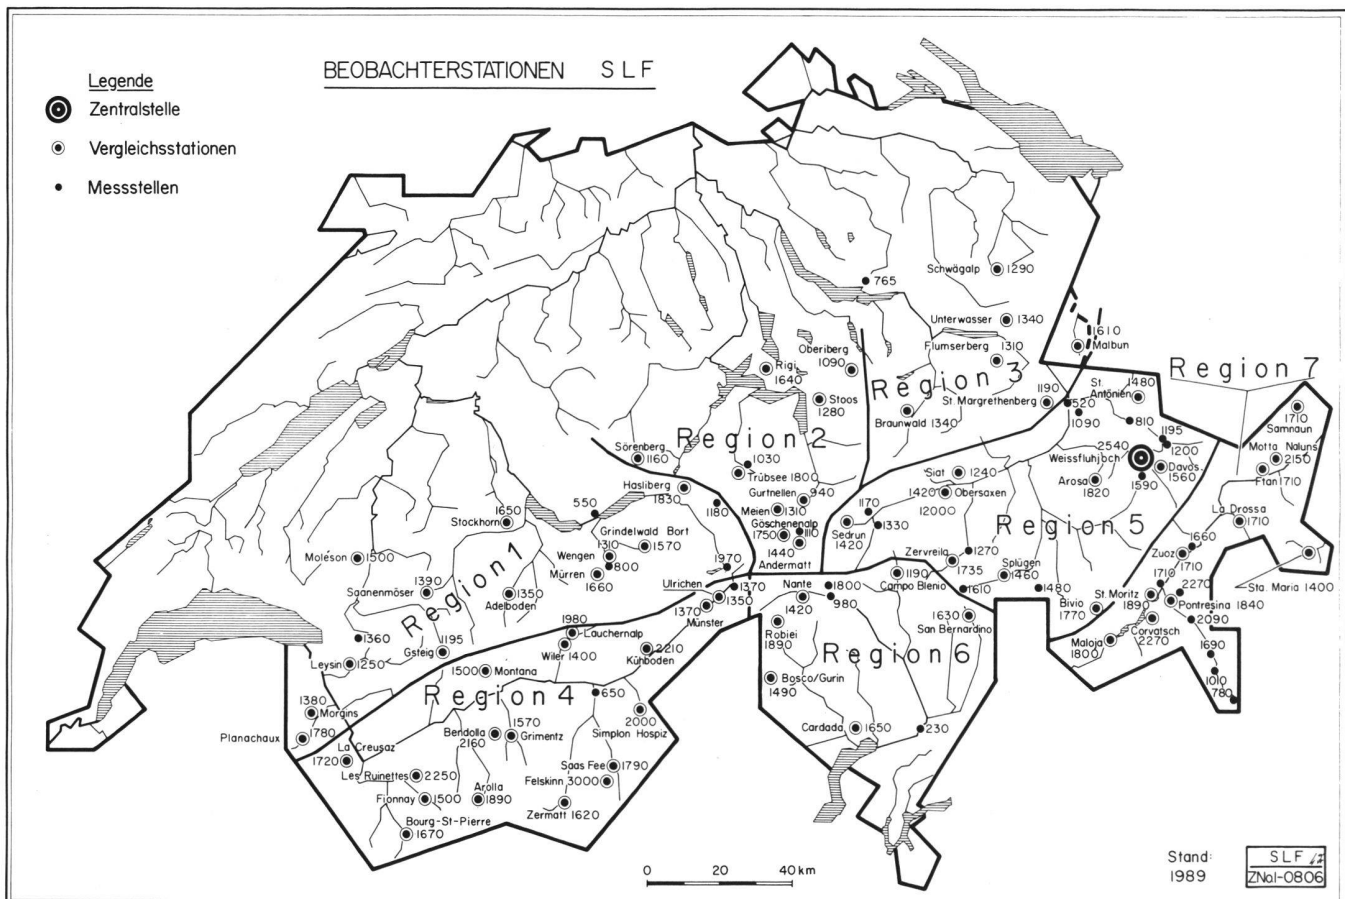 BEOBACHTERSTATIONEN SLF
Legende
Zentralstelle
Vergleichsstationen
Messstellen
765
Schwägalp 1290
Unterwasser 1340
1610
Malbun
Flumserberg 1310
Oberiberg
1090
Rigi
1640
Region 3
Region 7
Stoos
1280
1190
St. Margrethenberg
520
1090
St.
Antönien
1480
810
1195
1200
1710
Samnaun
Braunwald 1340
Region 2
Sörenberg
1160
1030
Trübsee 1800
Hasliberg
1830
1180
Gurtnellen 940
Meien 1310
Göschenenalp
1750
1110
1440
Andermatt
Siat 1240
1420 Obersaxen
12000
2540
Weissfluhjoch
Davos
1560
1590
Arosa
1820
Motta Naluns
2150
Ftan 1710
La Drossa
1710
1170
1330
Sedrun
1420
Region 5
1650
Stockhorn
550
Grindelwald Bort
1570
Wengen
1310
800
Mürren
1660
Moléson 1500
Region 1
1390
Saanenmöser
1350
Adelboden
1970
Ulrichen
1370
1350
1370
Münster
Nante
1420
1800
980
1190
Campo Blenio
Zervreila
1735
1270
Splügen
1460
1610
1480
Bivio
1770
1660
Zuoz
1710
1710
2270
St. Moritz
1890
Pontresina 1840
Sta. Maria 1400
2090
Corvatsch
2270
Maloja
1800
1690
1010
780
1630
San Bernardino
1360
Leysin 1250
1195
Gsteig
1980
Lauchernalp
Wiler 1400
2210
Kühboden
1500 Montana
Region 4
650
2000
Simplon Hospiz
Robiei
1890
Region 6
Bosco/Gurin
1490
Cardada 1650
230
1380
Morgins
Planachaux 1780
La Creusaz
1720
Les Ruinettes 2250
Bendolla
2160
1570
Grimentz
Saas Fee 1790
Felskinn 3000
Fionnay 1500
Arolla
1890
Zermatt 1620
Bourg-St-Pierre
1670
0 20 40 km
Stand:
1989
SLF
ZNo.1-0806